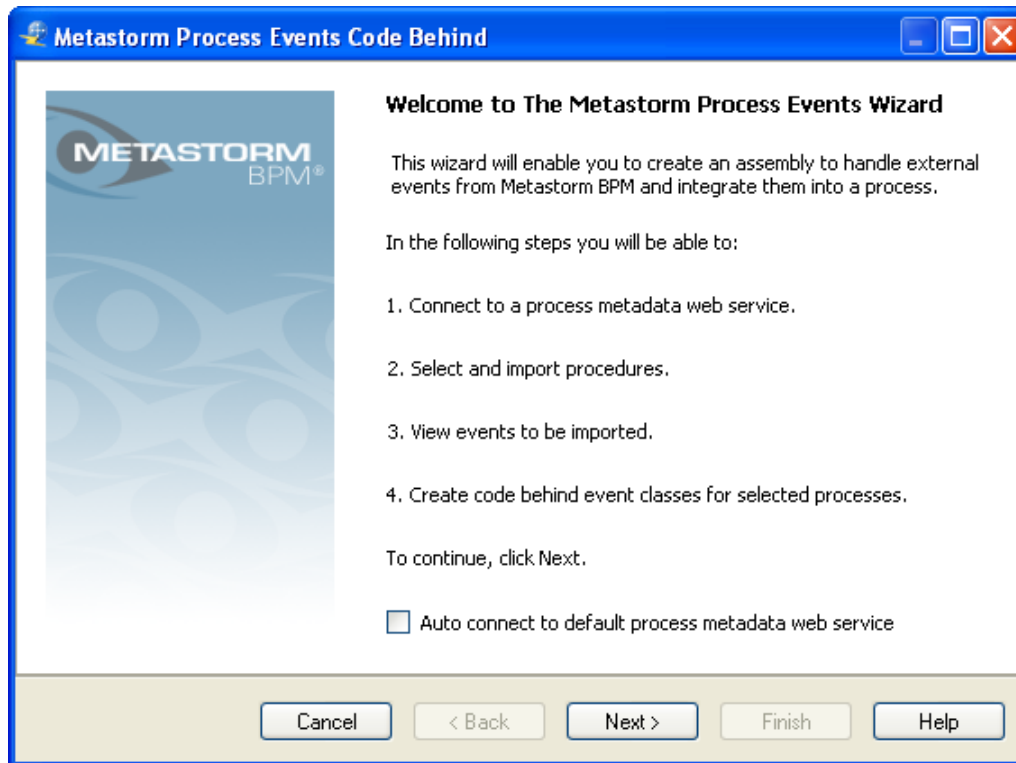 Metastorm Process Events Code Behind
METASTORM
BPM®
Welcome to The Metastorm Process Events Wizard
This wizard will enable you to create an assembly to handle external
events from Metastorm BPM and integrate them into a process.
In the following steps you will be able to:
1. Connect to a process metadata web service.
2. Select and import procedures.
3. View events to be imported.
4. Create code behind event classes for selected processes.
To continue, click Next.
Auto connect to default process metadata web service
Cancel
< Back
Next >
Finish
Help